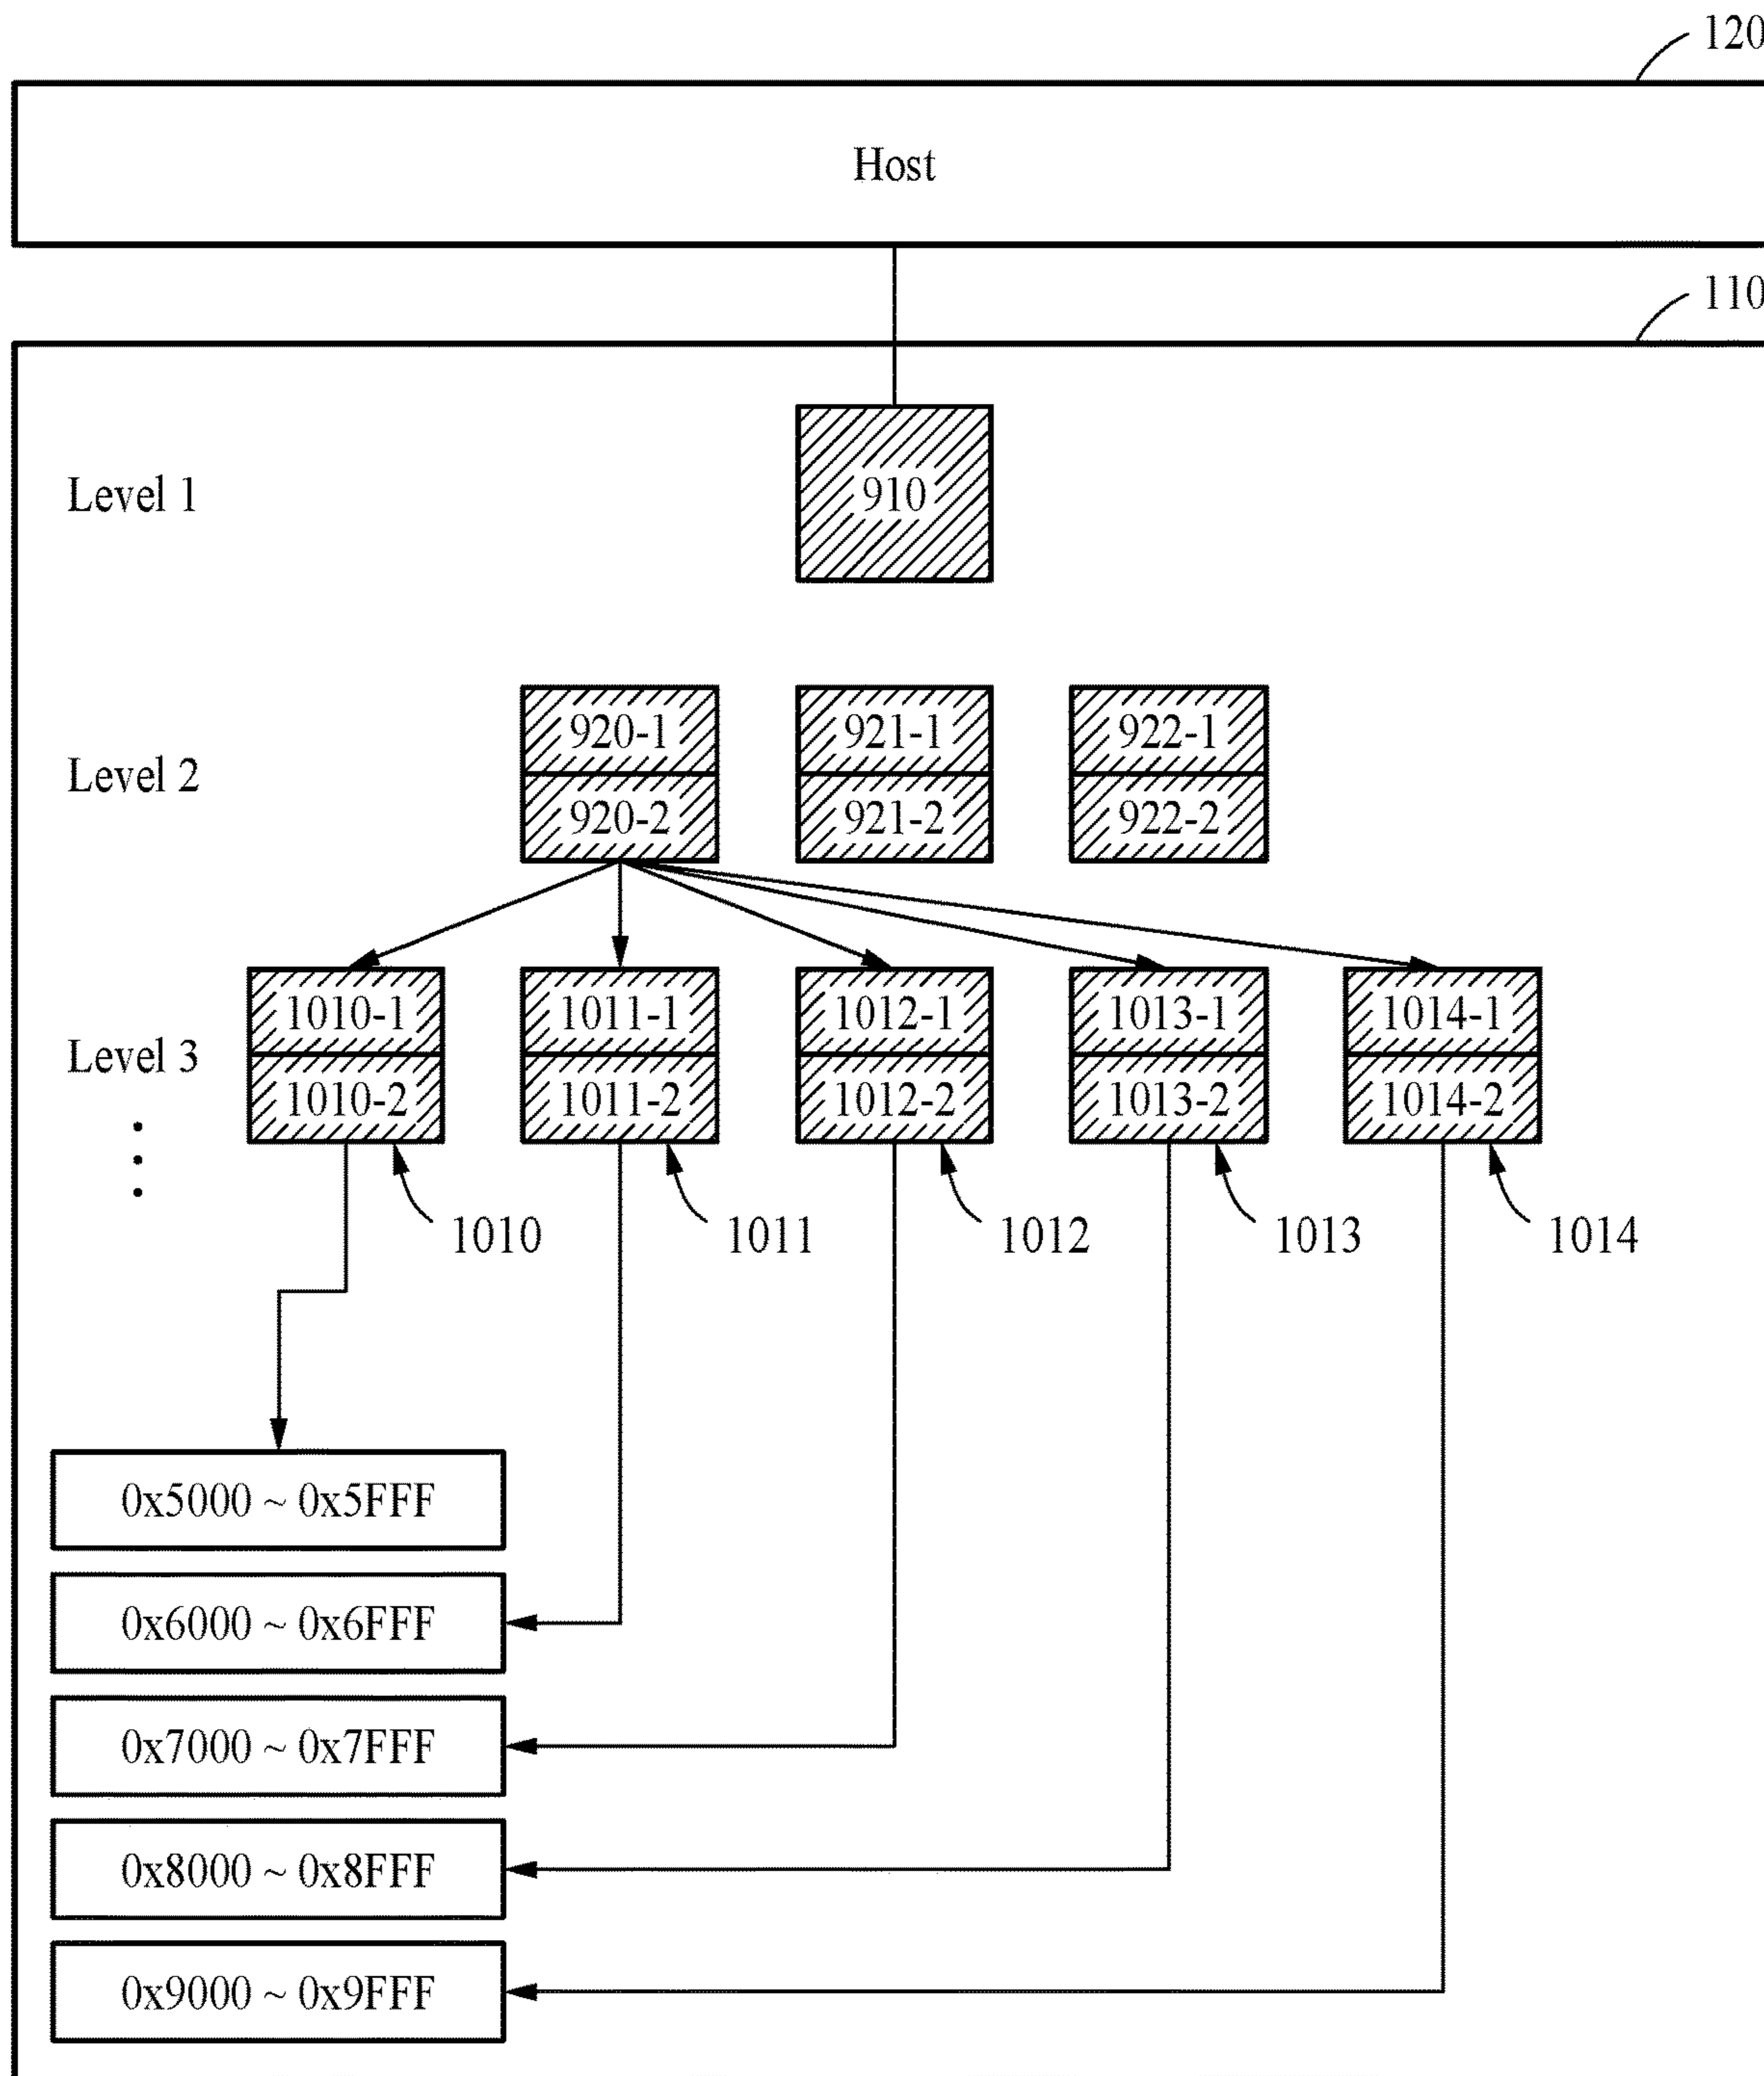 120
Host
110
Level 1
910
920-1 921-1 922-1
Level 2
920-2 921-2 922-2
1010-1 1011-1 1012-1 1013-1 1014-1
Level 3
1010-2 1011-2 1012-2 1013-2 1014-2
1010 1011 1012 1013 1014
0x5000 ~ 0x5FFF
0x6000 ~ 0x6FFF
0x7000 ~ 0x7FFF
0x8000 ~ 0x8FFF
0x9000 ~ 0x9FFF